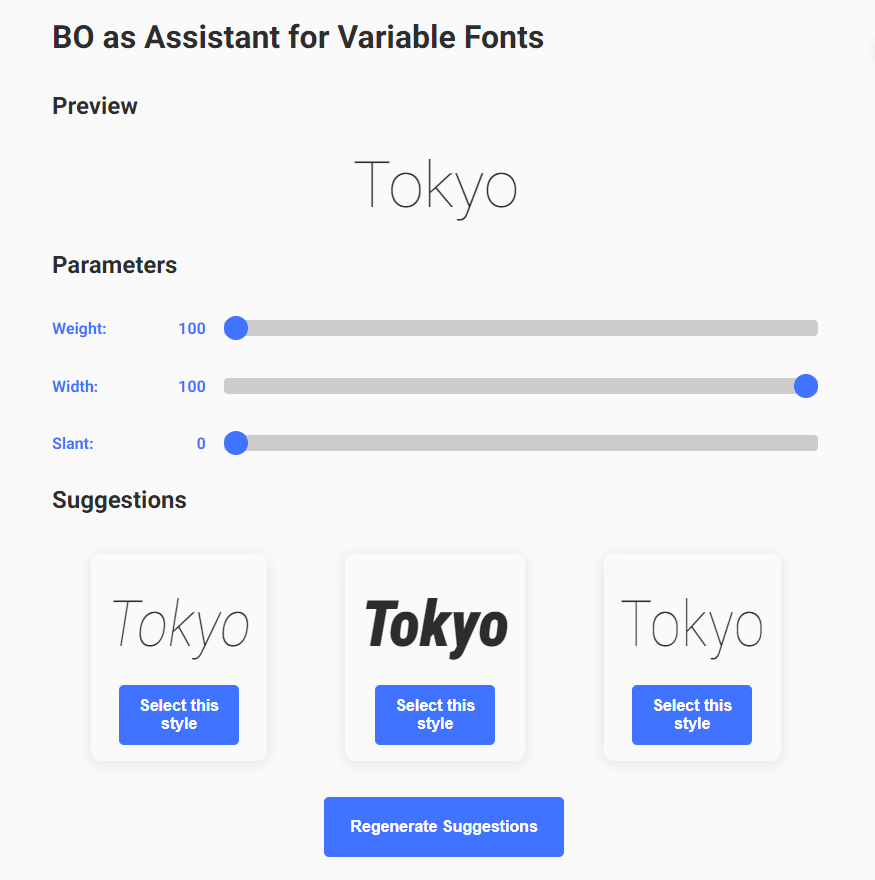 BO as Assistant for Variable Fonts
Preview
Tokyo
Parameters
Weight: 100
Width: 100
Slant: 0
Suggestions
Tokyo
Select this
style
Tokyo
Select this
style
Tokyo
Select this
style
Regenerate Suggestions